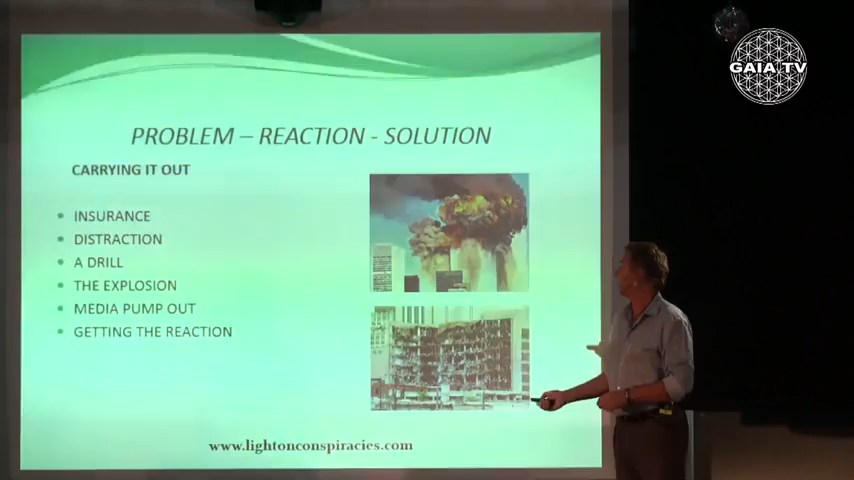 GAIA TV
PROBLEM – REACTION - SOLUTION
CARRYING IT OUT
• INSURANCE
• DISTRACTION
• A DRILL
• THE EXPLOSION
• MEDIA PUMP OUT
• GETTING THE REACTION
www.lightonconspiracies.com